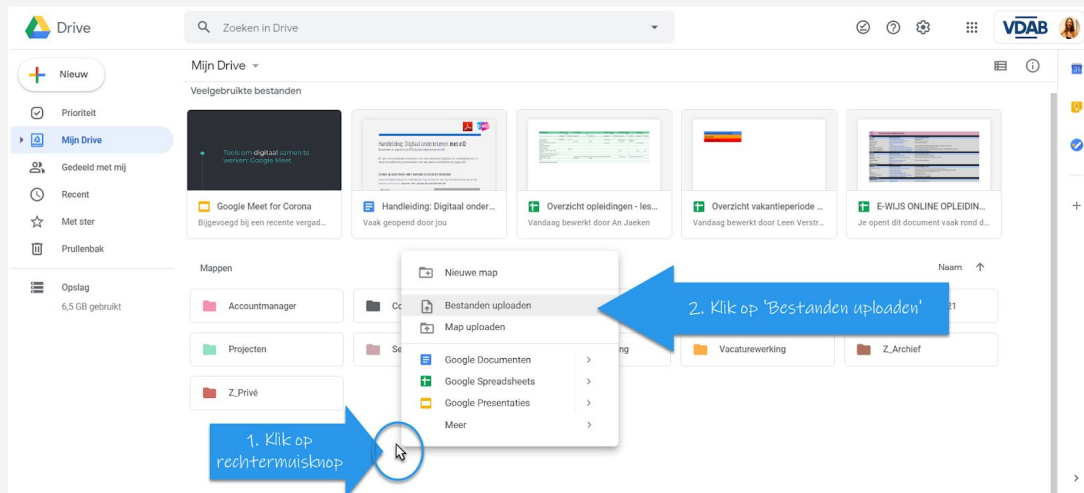 Drive
Zoeken in Drive
VDAB
Nieuw
Mijn Drive
Prioriteit
Mijn Drive
Gedeeld met mij
Recent
Met ster
Prullenbak
Opslag
6,5 GB gebruikt
Veelgebruikte bestanden
Tools om digitaal samen te
werken: Google Meet
Handleiding: Digitaal ondertekenen met eID
Google Meet for Corona
Bijgevoegd bij een recente vergad...
Handleiding: Digitaal onder...
Vaak geopend door jou
Overzicht opleidingen - les...
Vandaag bewerkt door An Jaeken
Overzicht vakantieperiode ...
Vandaag bewerkt door Leen Verstr...
E-WIJS ONLINE OPLEIDIN...
Je opent dit document vaak rond d...
Mappen
Naam
Accountmanager
Co
21
Projecten
Se
ng
Vacaturewerking
Z_Archief
Z_Privé
Nieuwe map
Bestanden uploaden
Map uploaden
Google Documenten
Google Spreadsheets
Google Presentaties
Meer
1. Klik op
rechtermuisknop
2. Klik op 'Bestanden uploaden'